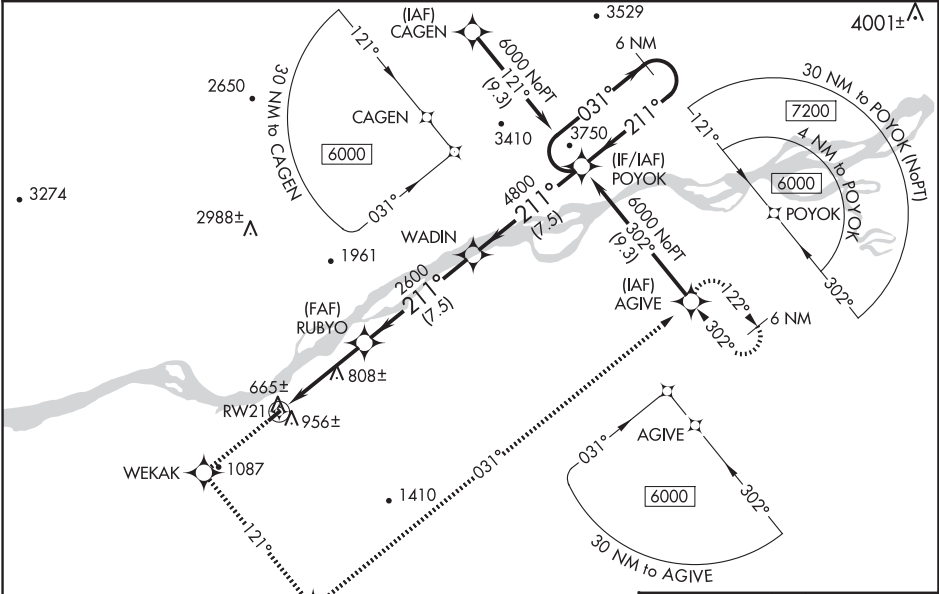 (IAF)
CAGEN
3529
4001±
6 NM
6000 NoPT
121°
(9.3)
031°
211°
30 NM to POYOK (NoPT)
7200
121°
4 NM to POYOK
6000
POYOK
302°
121°
30 NM to CAGEN
CAGEN
6000
031°
2650
3410
3750
(IF/IAF)
POYOK
3274
2988±
1961
4800
211°
(7.5)
WADIN
6000 NoPT
302°
(9.3)
2600
211°
(7.5)
(FAF)
RUBYO
(IAF)
AGIVE
122°
302°
6 NM
808±
665±
RW21
956±
WEKAK
1087
1410
121°
031°
031°
AGIVE
302°
6000
30 NM to AGIVE